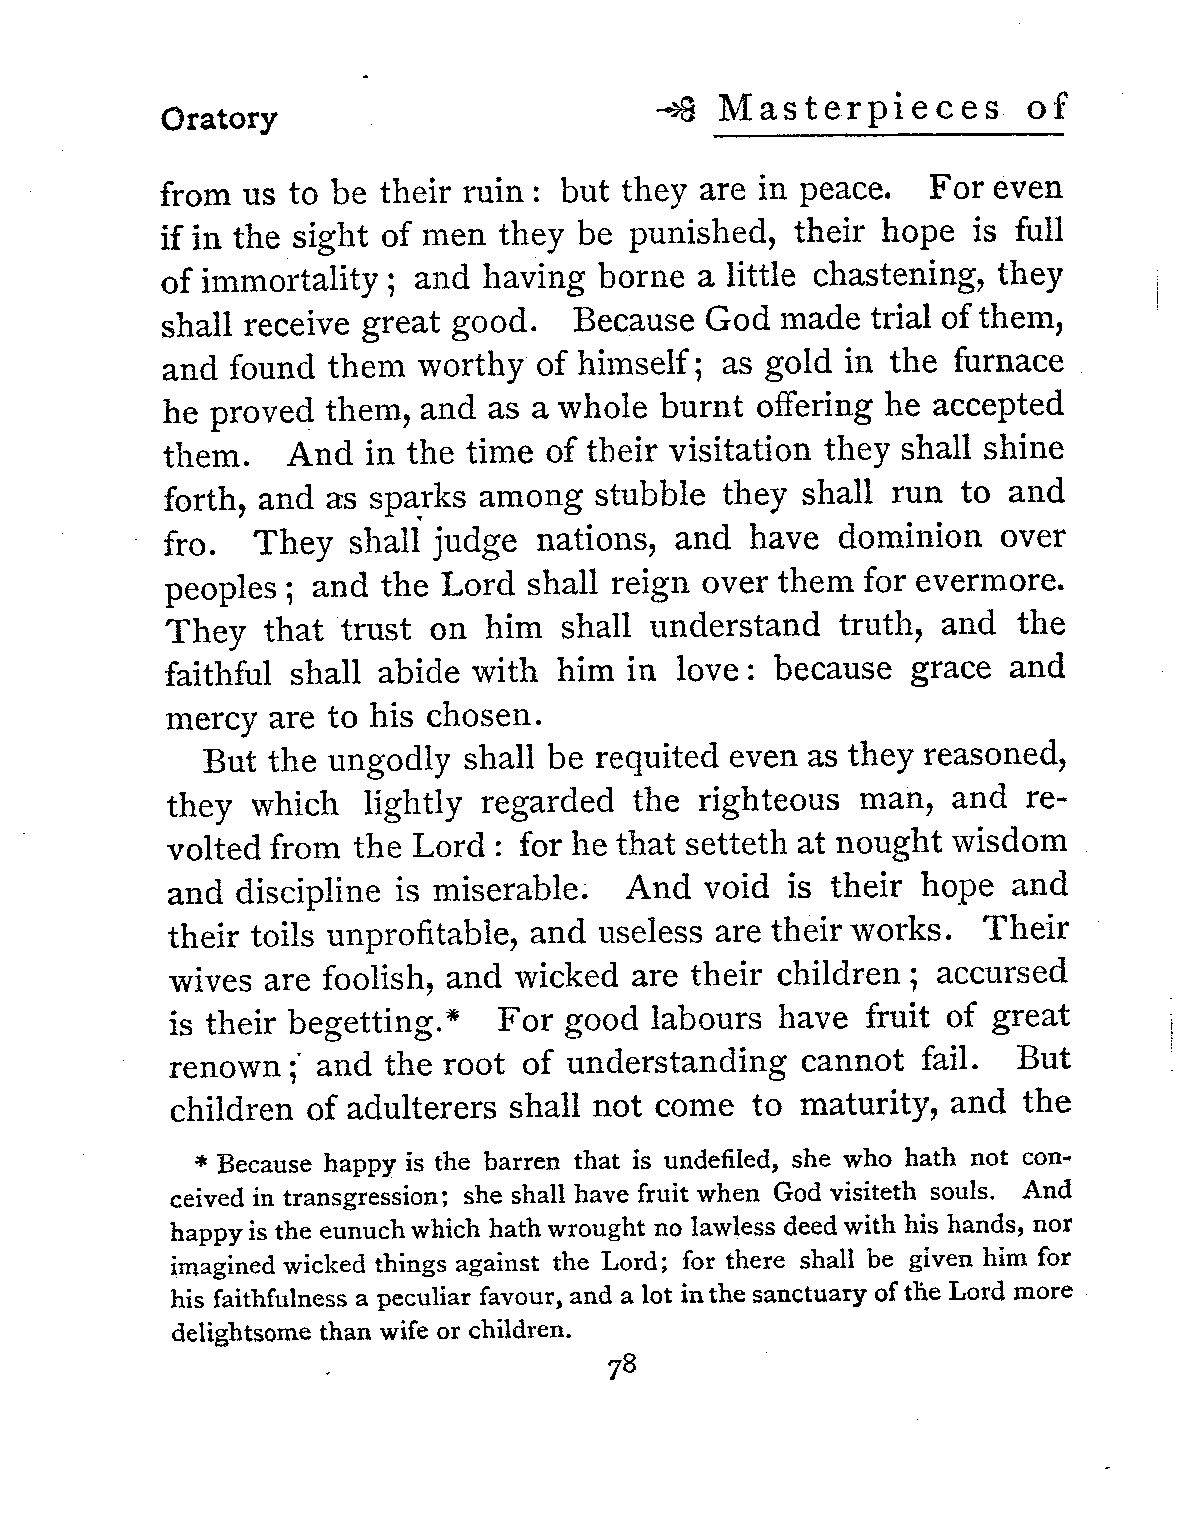 Oratory Masterpieces of
from us to be their ruin: but they are in peace. For even
if in the sight of men they be punished, their hope is full
of immortality; and having borne a little chastening, they
shall receive great good. Because God made trial of them,
and found them worthy of himself; as gold in the furnace
he proved them, and as a whole burnt offering he accepted
them. And in the time of their visitation they shall shine
forth, and as sparks among stubble they shall run to and
fro. They shall judge nations, and have dominion over
peoples; and the Lord shall reign over them for evermore.
They that trust on him shall understand truth, and the
faithful shall abide with him in love: because grace and
mercy are to his chosen.
But the ungodly shall be requited even as they reasoned,
they which lightly regarded the righteous man, and re-
volted from the Lord: for he that setteth at nought wisdom
and discipline is miserable. And void is their hope and
their toils unprofitable, and useless are their works. Their
wives are foolish, and wicked are their children; accursed
is their begetting.* For good labours have fruit of great
renown; and the root of understanding cannot fail. But
children of adulterers shall not come to maturity, and the
* Because happy is the barren that is undefiled, she who hath not con-
ceived in transgression; she shall have fruit when God visiteth souls. And
happy is the eunuch which hath wrought no lawless deed with his hands, nor
imagined wicked things against the Lord; for there shall be given him for
his faithfulness a peculiar favour, and a lot in the sanctuary of the Lord more
delightsome than wife or children.
78